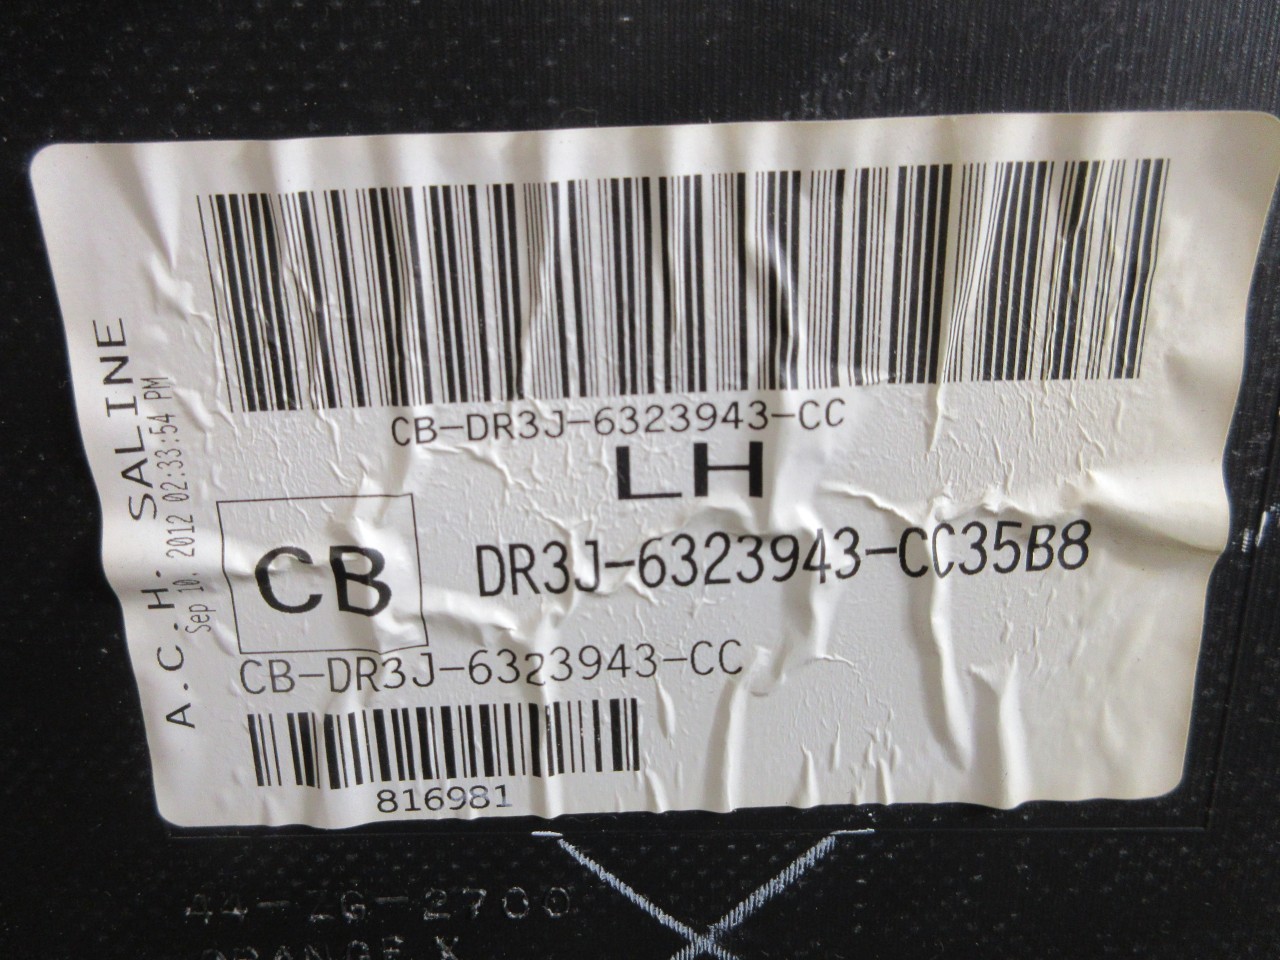 A.C.H. SALINE
Sep 10, 2012 02:33:54 PM
CB-DR3J-6323943-CC
LH
CB
DR3J-6323943-CC35B8
CB-DR3J-6323943-CC
816981